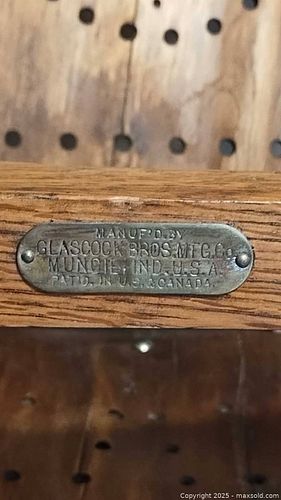 MANUF'D.BY
GLASCOCK BROS.MFG.Co.
MUNCIE, IND. U.S.A.
PAT'D. IN U.S. & CANADA.
Copyright © 2025 - maxsold.com